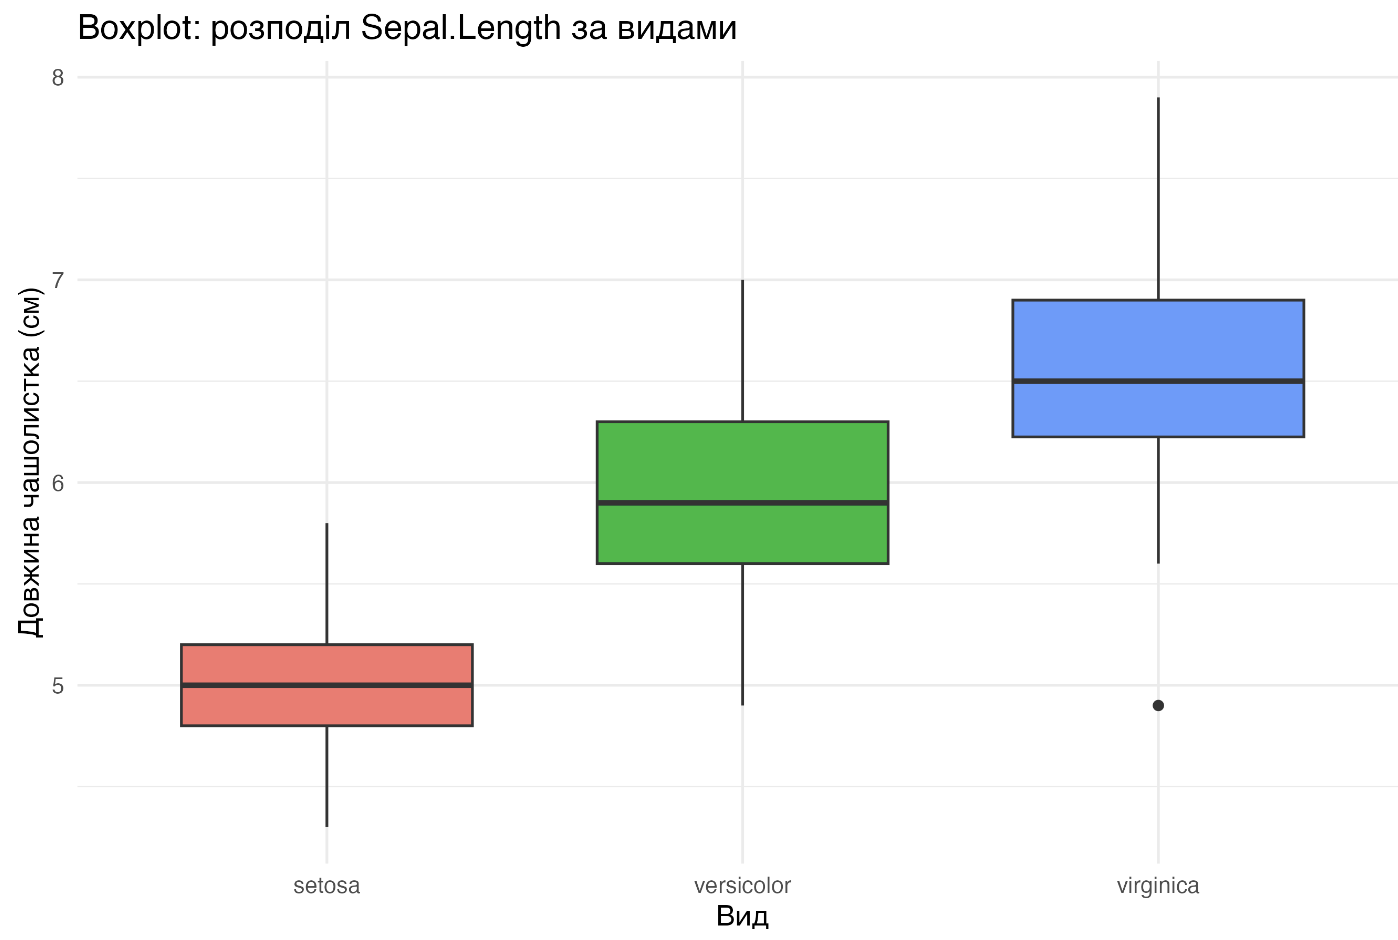 Boxplot: розподіл Sepal.Length за видами
8
7
6
5
Довжина чашолистка (см)
setosa
versicolor
virginica
Вид